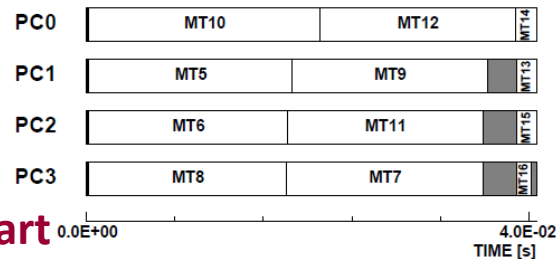 PC0 MT10 MT12 MT14
PC1 MT5 MT9 MT13
PC2 MT6 MT11 MT15
PC3 MT8 MT7 MT16
art 0.0E+00 4.0E-02
TIME [s]